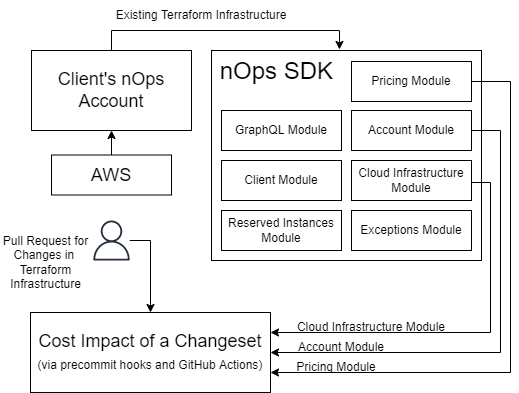 Existing Terraform Infrastructure
Client's nOps
Account
AWS
nOps SDK
Pricing Module
GraphQL Module
Account Module
Client Module
Cloud Infrastructure
Module
Reserved Instances
Module
Exceptions Module
Pull Request for
Changes in
Terraform
Infrastructure
Cost Impact of a Changeset
(via precommit hooks and GitHub Actions)
Cloud Infrastructure Module
Account Module
Pricing Module